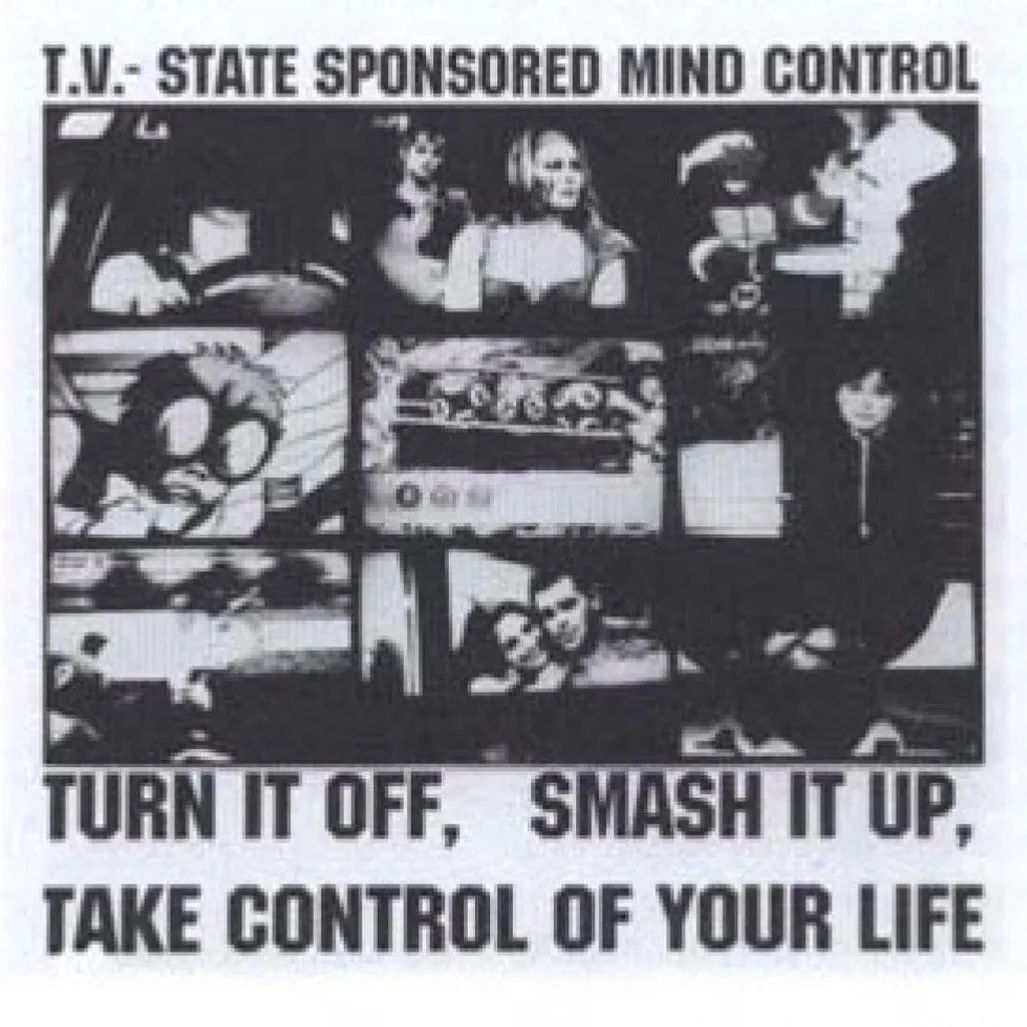 T.V.- STATE SPONSORED MIND CONTROL
TURN IT OFF, SMASH IT UP,
TAKE CONTROL OF YOUR LIFE